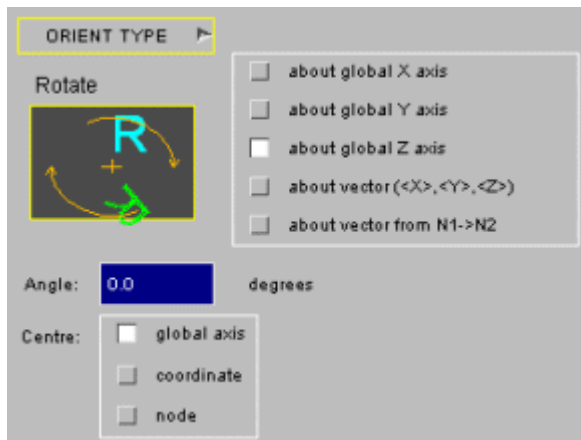 ORIENT TYPE
Rotate
R
R
about global X axis
about global Y axis
about global Z axis
about vector (<X>,<Y>,<Z>)
about vector from N1->N2
Angle: 0.0 degrees
Centre:
global axis
coordinate
node